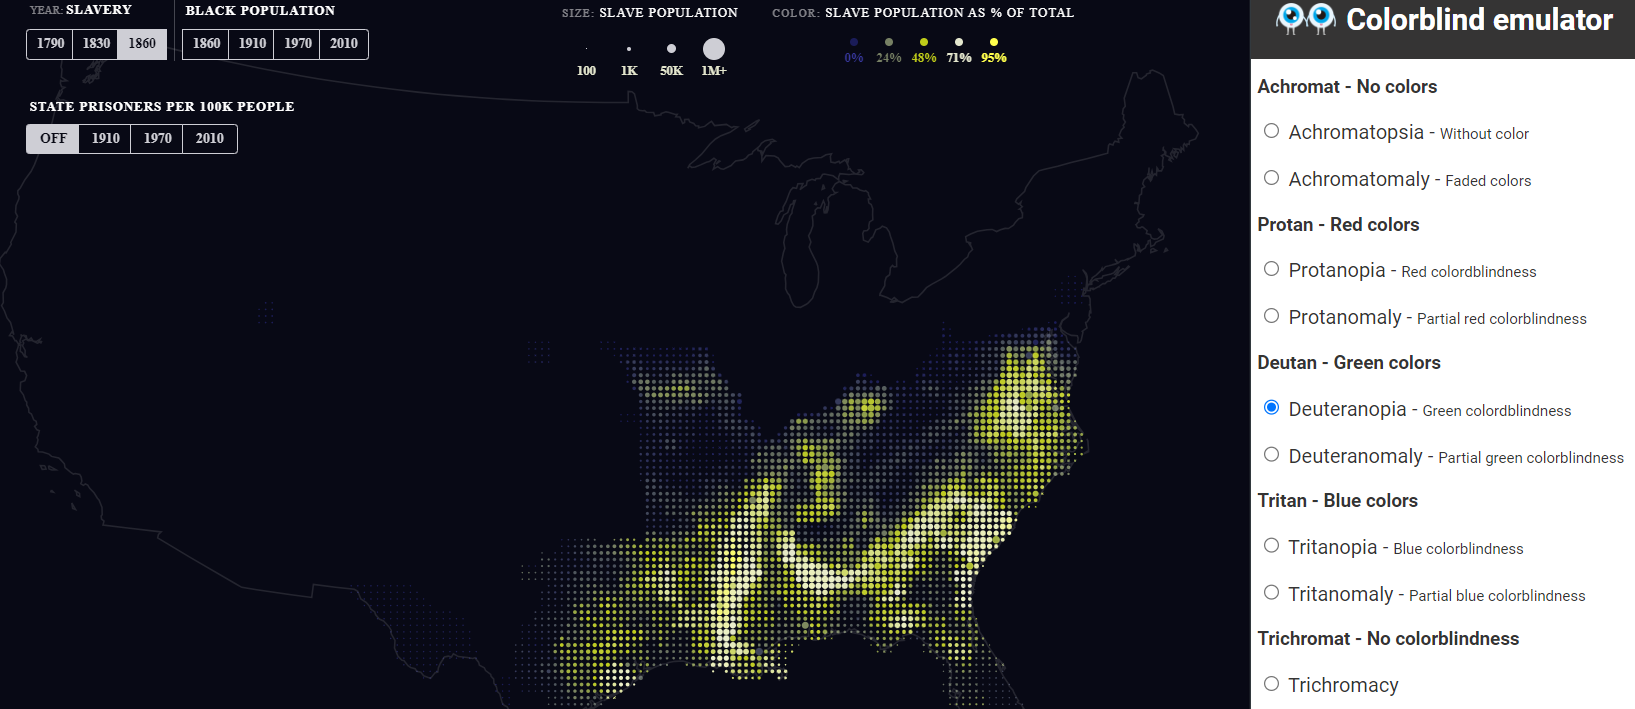 YEAR: SLAVERY
1790 1830 1860
BLACK POPULATION
1860 1910 1970 2010
STATE PRISONERS PER 100K PEOPLE
OFF 1910 1970 2010
SIZE: SLAVE POPULATION
100 1K 50K 1M+
COLOR: SLAVE POPULATION AS % OF TOTAL
0% 24% 48% 71% 95%
Colorblind emulator
Achromat - No colors
Achromatopsia - Without color
Achromatomaly - Faded colors
Protan - Red colors
Protanopia - Red colordblindness
Protanomaly - Partial red colorblindness
Deutan - Green colors
Deuteranopia - Green colordblindness
Deuteranomaly - Partial green colorblindness
Tritan - Blue colors
Tritanopia - Blue colorblindness
Tritanomaly - Partial blue colorblindness
Trichromat - No colorblindness
Trichromacy